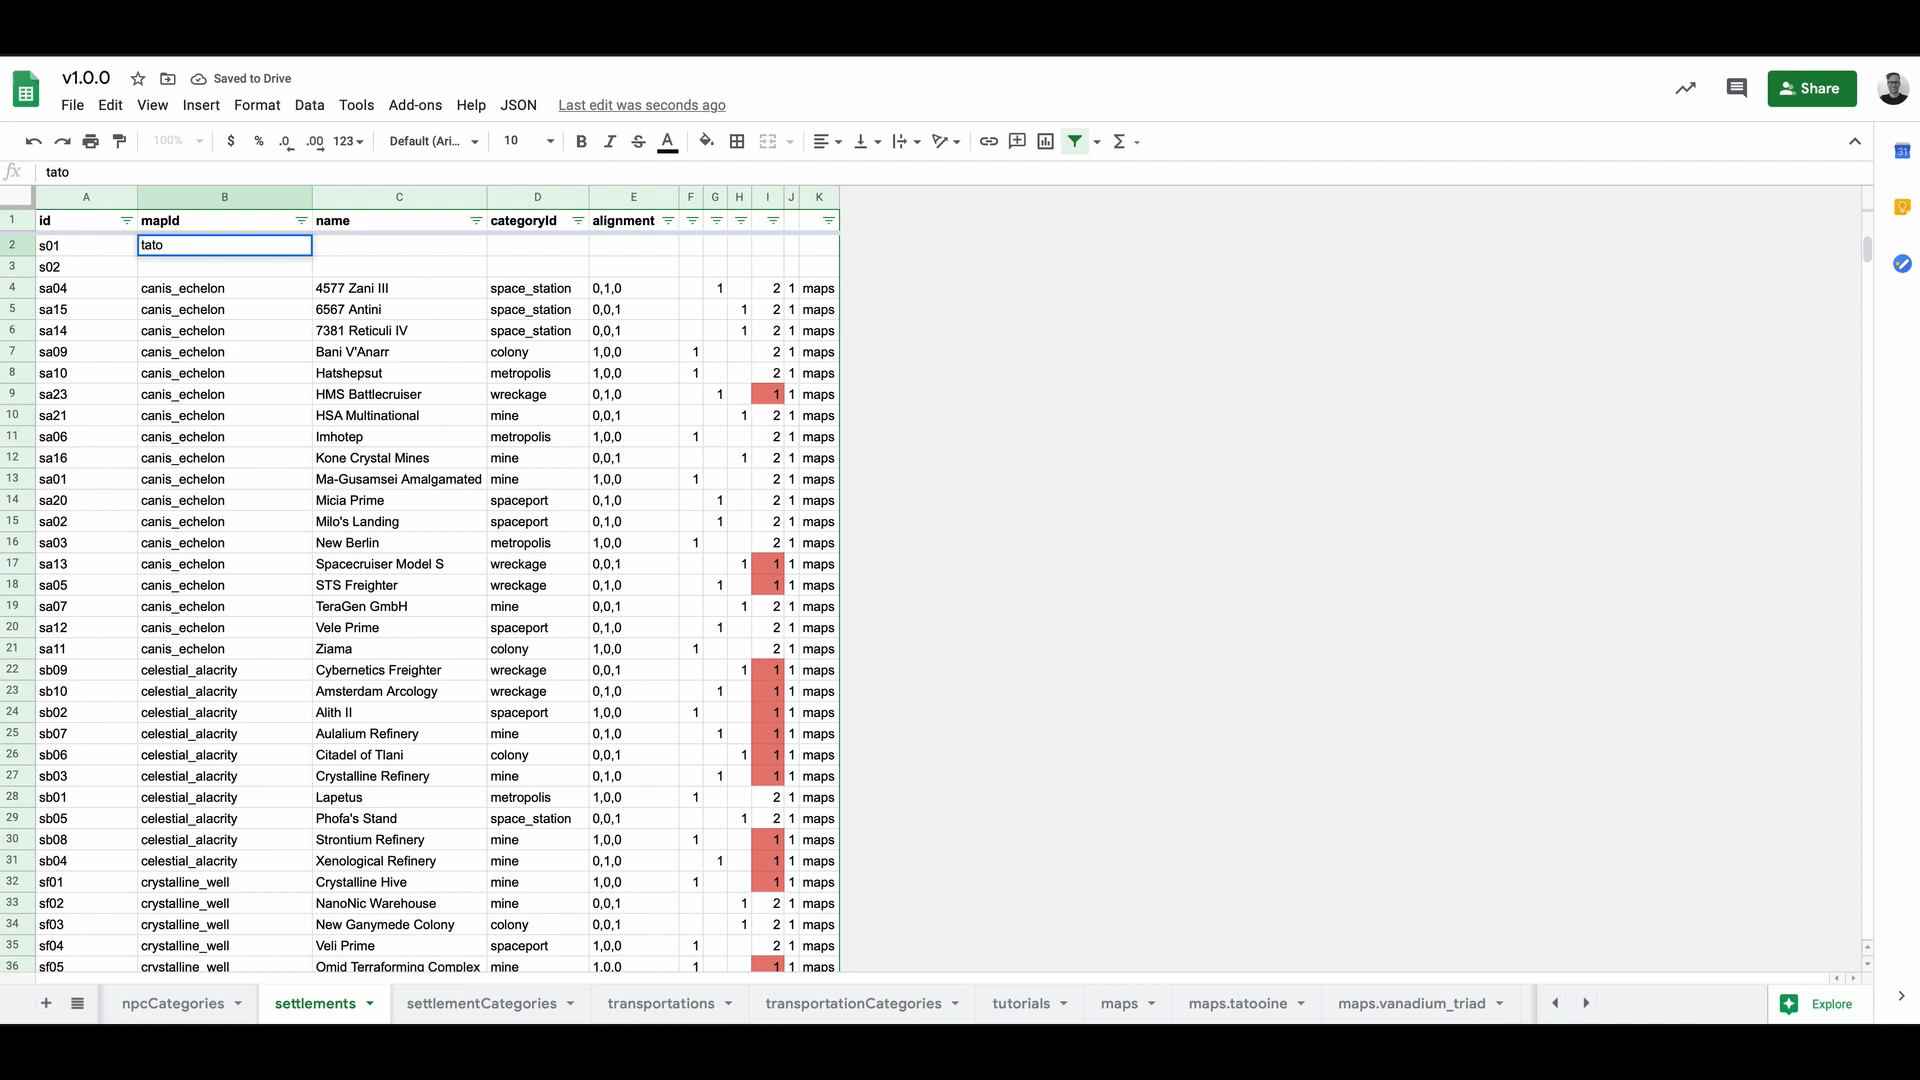 v1.0.0 Saved to Drive
File Edit View Insert Format Data Tools Add-ons Help JSON Last edit was seconds ago
Share
100% $ % .0 .00 123 Default (Ari... 10 B I S A Σ
31
fx tato
A B C D E F G H I J K
1 id mapId name categoryId alignment
2 s01 tato
3 s02
4 sa04 canis_echelon 4577 Zani III space_station 0,1,0 1 2 1 maps
5 sa15 canis_echelon 6567 Antini space_station 0,0,1 1 2 1 maps
6 sa14 canis_echelon 7381 Reticuli IV space_station 0,0,1 1 2 1 maps
7 sa09 canis_echelon Bani V'Anarr colony 1,0,0 1 2 1 maps
8 sa10 canis_echelon Hatshepsut metropolis 1,0,0 1 2 1 maps
9 sa23 canis_echelon HMS Battlecruiser wreckage 0,1,0 1 1 1 maps
10 sa21 canis_echelon HSA Multinational mine 0,0,1 1 2 1 maps
11 sa06 canis_echelon Imhotep metropolis 1,0,0 1 2 1 maps
12 sa16 canis_echelon Kone Crystal Mines mine 0,0,1 1 2 1 maps
13 sa01 canis_echelon Ma-Gusamsei Amalgamated mine 1,0,0 1 2 1 maps
14 sa20 canis_echelon Micia Prime spaceport 0,1,0 1 2 1 maps
15 sa02 canis_echelon Milo's Landing spaceport 0,1,0 1 2 1 maps
16 sa03 canis_echelon New Berlin metropolis 1,0,0 1 2 1 maps
17 sa13 canis_echelon Spacecruiser Model S wreckage 0,0,1 1 1 1 maps
18 sa05 canis_echelon STS Freighter wreckage 0,1,0 1 1 1 maps
19 sa07 canis_echelon TeraGen GmbH mine 0,0,1 1 2 1 maps
20 sa12 canis_echelon Vele Prime spaceport 0,1,0 1 2 1 maps
21 sa11 canis_echelon Ziama colony 1,0,0 1 2 1 maps
22 sb09 celestial_alacrity Cybernetics Freighter wreckage 0,0,1 1 1 1 maps
23 sb10 celestial_alacrity Amsterdam Arcology wreckage 0,1,0 1 1 1 maps
24 sb02 celestial_alacrity Alith II spaceport 1,0,0 1 1 1 maps
25 sb07 celestial_alacrity Aulalium Refinery mine 0,1,0 1 1 1 maps
26 sb06 celestial_alacrity Citadel of Tlani colony 0,0,1 1 1 1 maps
27 sb03 celestial_alacrity Crystalline Refinery mine 0,1,0 1 1 1 maps
28 sb01 celestial_alacrity Lapetus metropolis 1,0,0 1 2 1 maps
29 sb05 celestial_alacrity Phofa's Stand space_station 0,0,1 1 2 1 maps
30 sb08 celestial_alacrity Strontium Refinery mine 1,0,0 1 1 1 maps
31 sb04 celestial_alacrity Xenological Refinery mine 0,1,0 1 1 1 maps
32 sf01 crystalline_well Crystalline Hive mine 1,0,0 1 1 1 maps
33 sf02 crystalline_well NanoNic Warehouse mine 0,0,1 1 2 1 maps
34 sf03 crystalline_well New Ganymede Colony colony 0,0,1 1 2 1 maps
35 sf04 crystalline_well Veli Prime spaceport 1,0,0 1 2 1 maps
36 sf05 crystalline_well Omid Terraforming Complex mine 1,0,0 1 1 1 maps
npcCategories settlements settlementCategories transportations transportationCategories tutorials maps maps.tatooine maps.vanadium_triad Explore